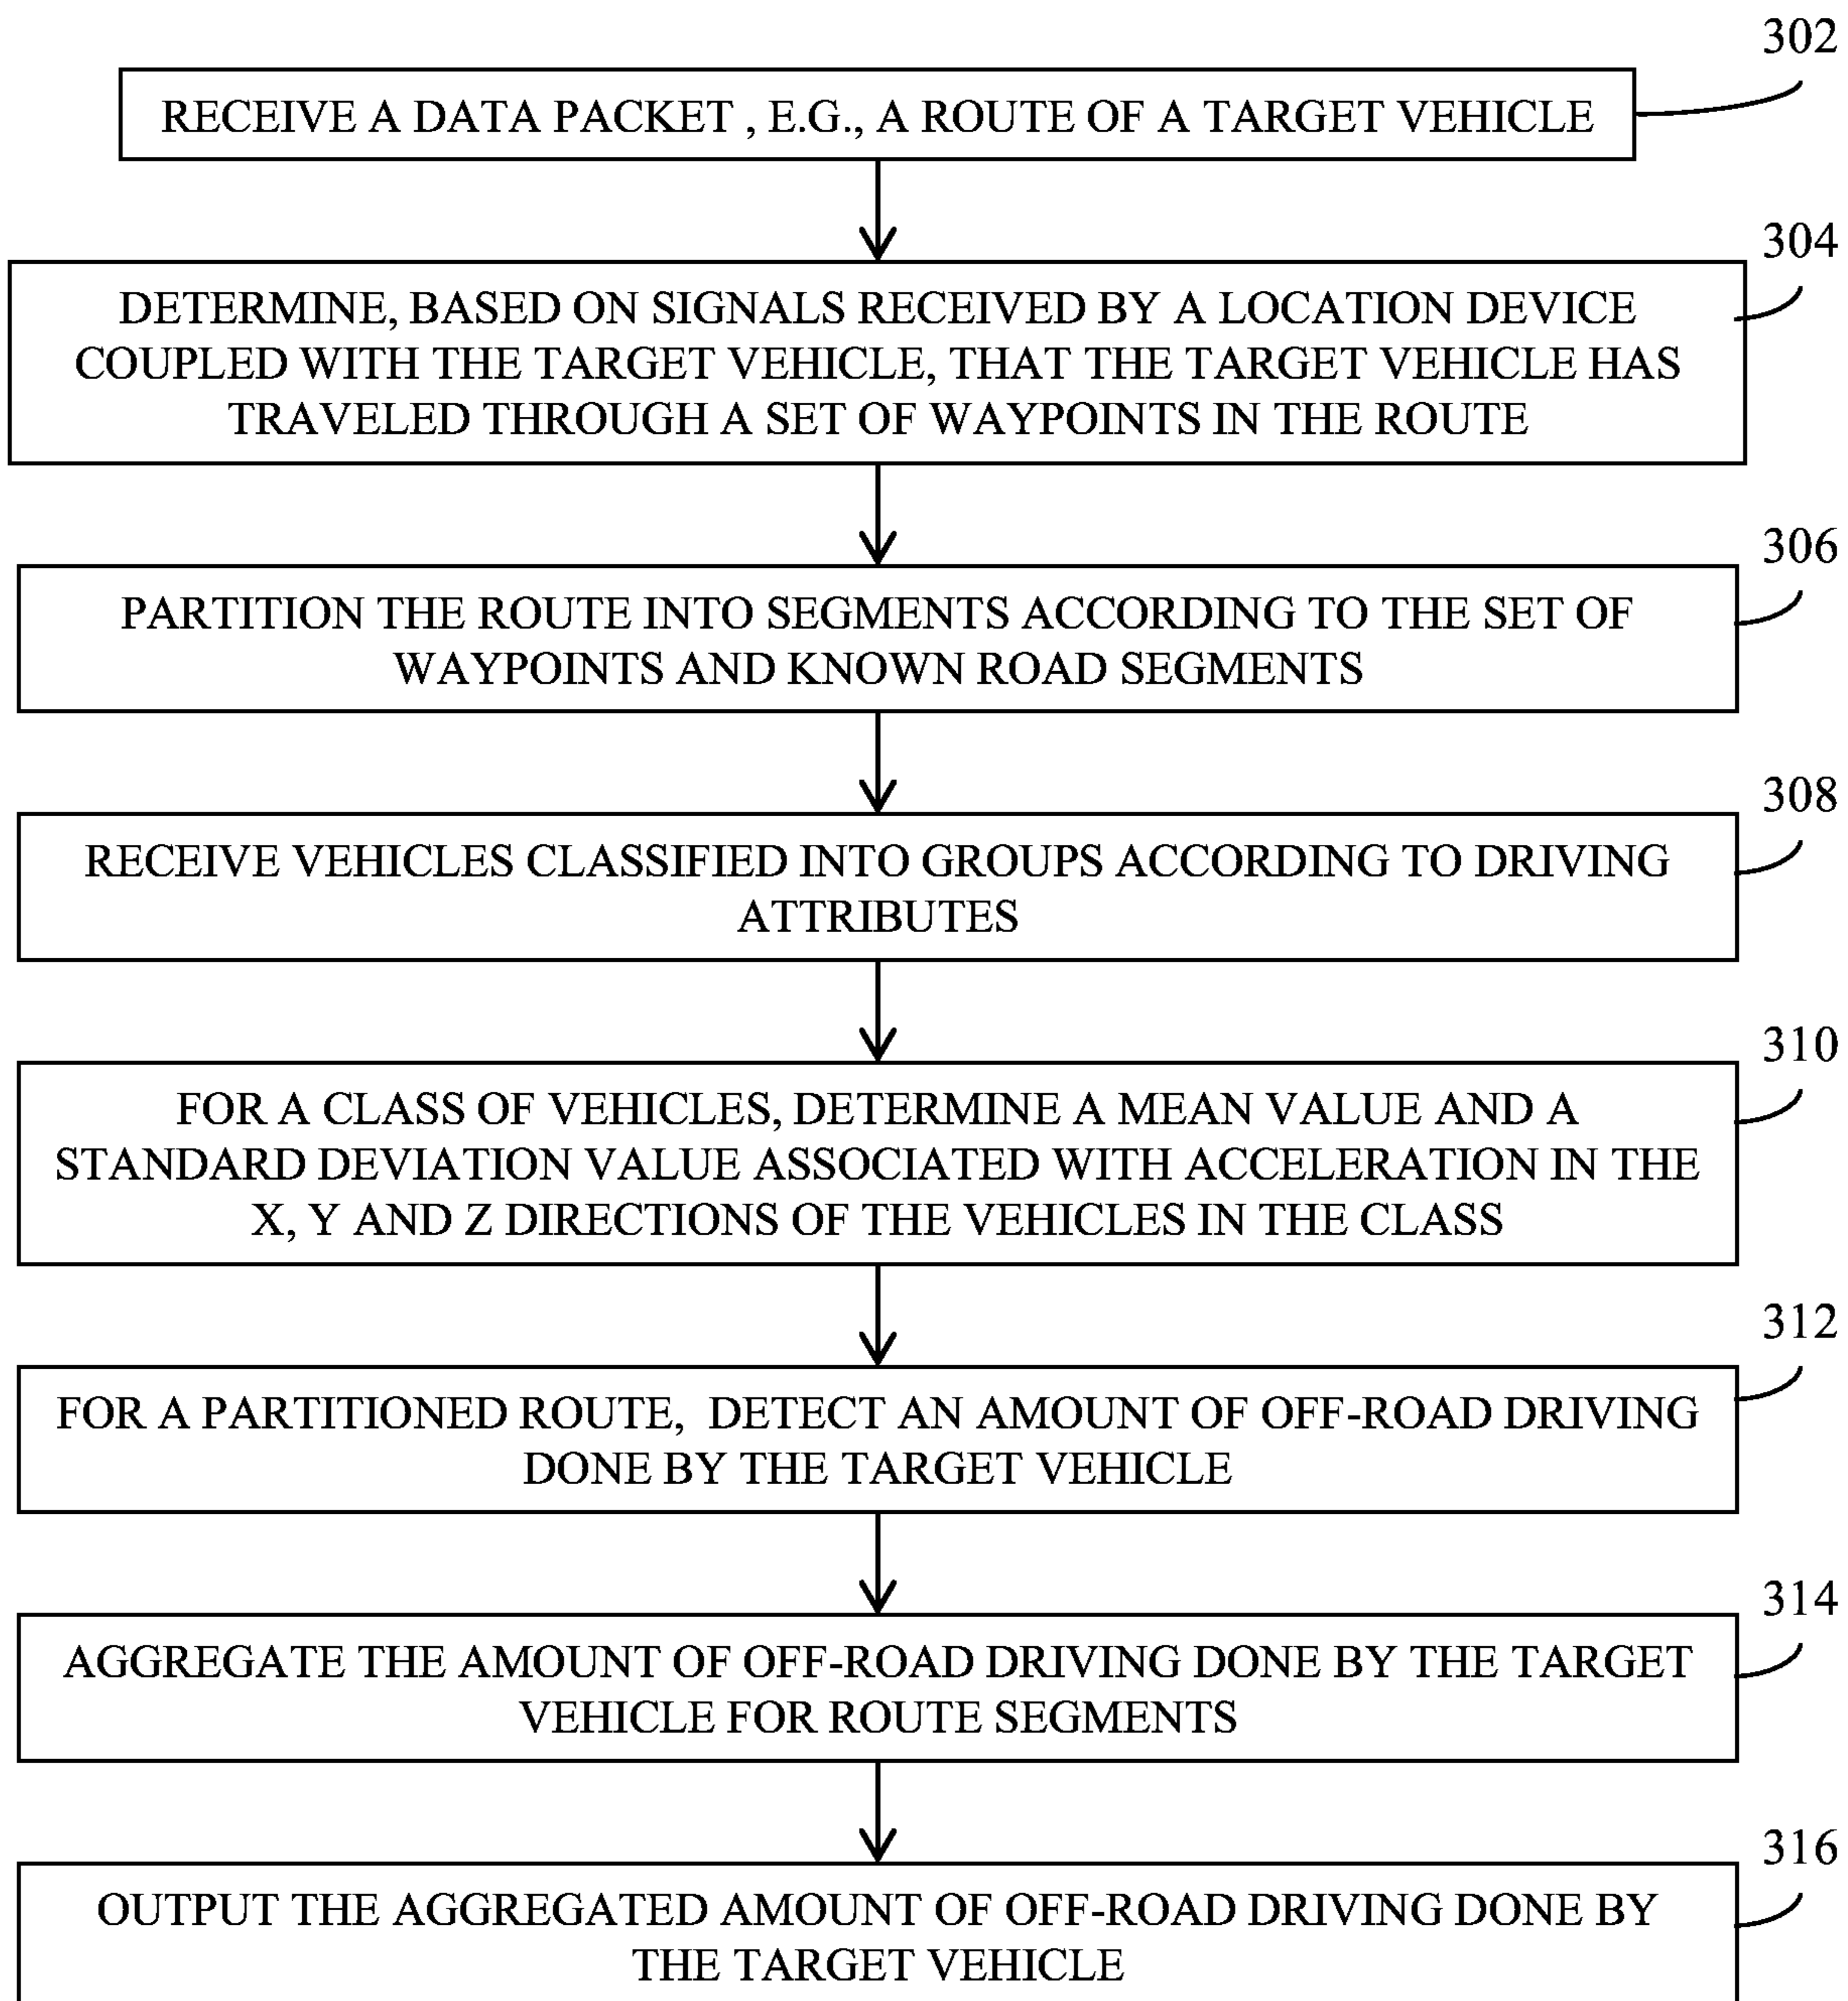 302
RECEIVE A DATA PACKET , E.G., A ROUTE OF A TARGET VEHICLE
304
DETERMINE, BASED ON SIGNALS RECEIVED BY A LOCATION DEVICE
COUPLED WITH THE TARGET VEHICLE, THAT THE TARGET VEHICLE HAS
TRAVELED THROUGH A SET OF WAYPOINTS IN THE ROUTE
306
PARTITION THE ROUTE INTO SEGMENTS ACCORDING TO THE SET OF
WAYPOINTS AND KNOWN ROAD SEGMENTS
308
RECEIVE VEHICLES CLASSIFIED INTO GROUPS ACCORDING TO DRIVING
ATTRIBUTES
310
FOR A CLASS OF VEHICLES, DETERMINE A MEAN VALUE AND A
STANDARD DEVIATION VALUE ASSOCIATED WITH ACCELERATION IN THE
X, Y AND Z DIRECTIONS OF THE VEHICLES IN THE CLASS
312
FOR A PARTITIONED ROUTE, DETECT AN AMOUNT OF OFF-ROAD DRIVING
DONE BY THE TARGET VEHICLE
314
AGGREGATE THE AMOUNT OF OFF-ROAD DRIVING DONE BY THE TARGET
VEHICLE FOR ROUTE SEGMENTS
316
OUTPUT THE AGGREGATED AMOUNT OF OFF-ROAD DRIVING DONE BY
THE TARGET VEHICLE